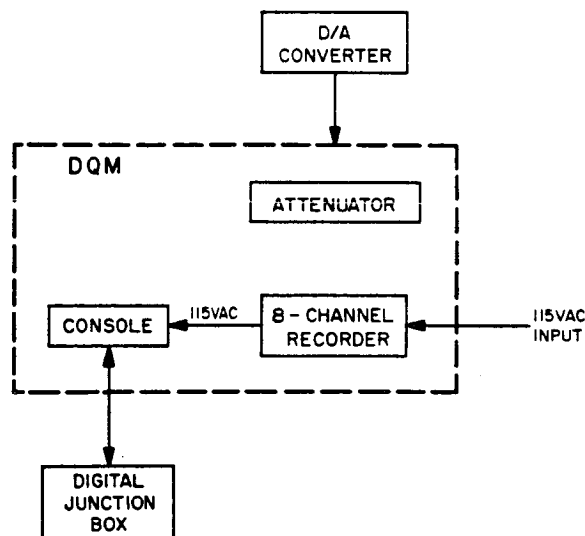 D/A
CONVERTER
DQM
ATTENUATOR
CONSOLE
115VAC
8-CHANNEL
RECORDER
115VAC
INPUT
DIGITAL
JUNCTION
BOX